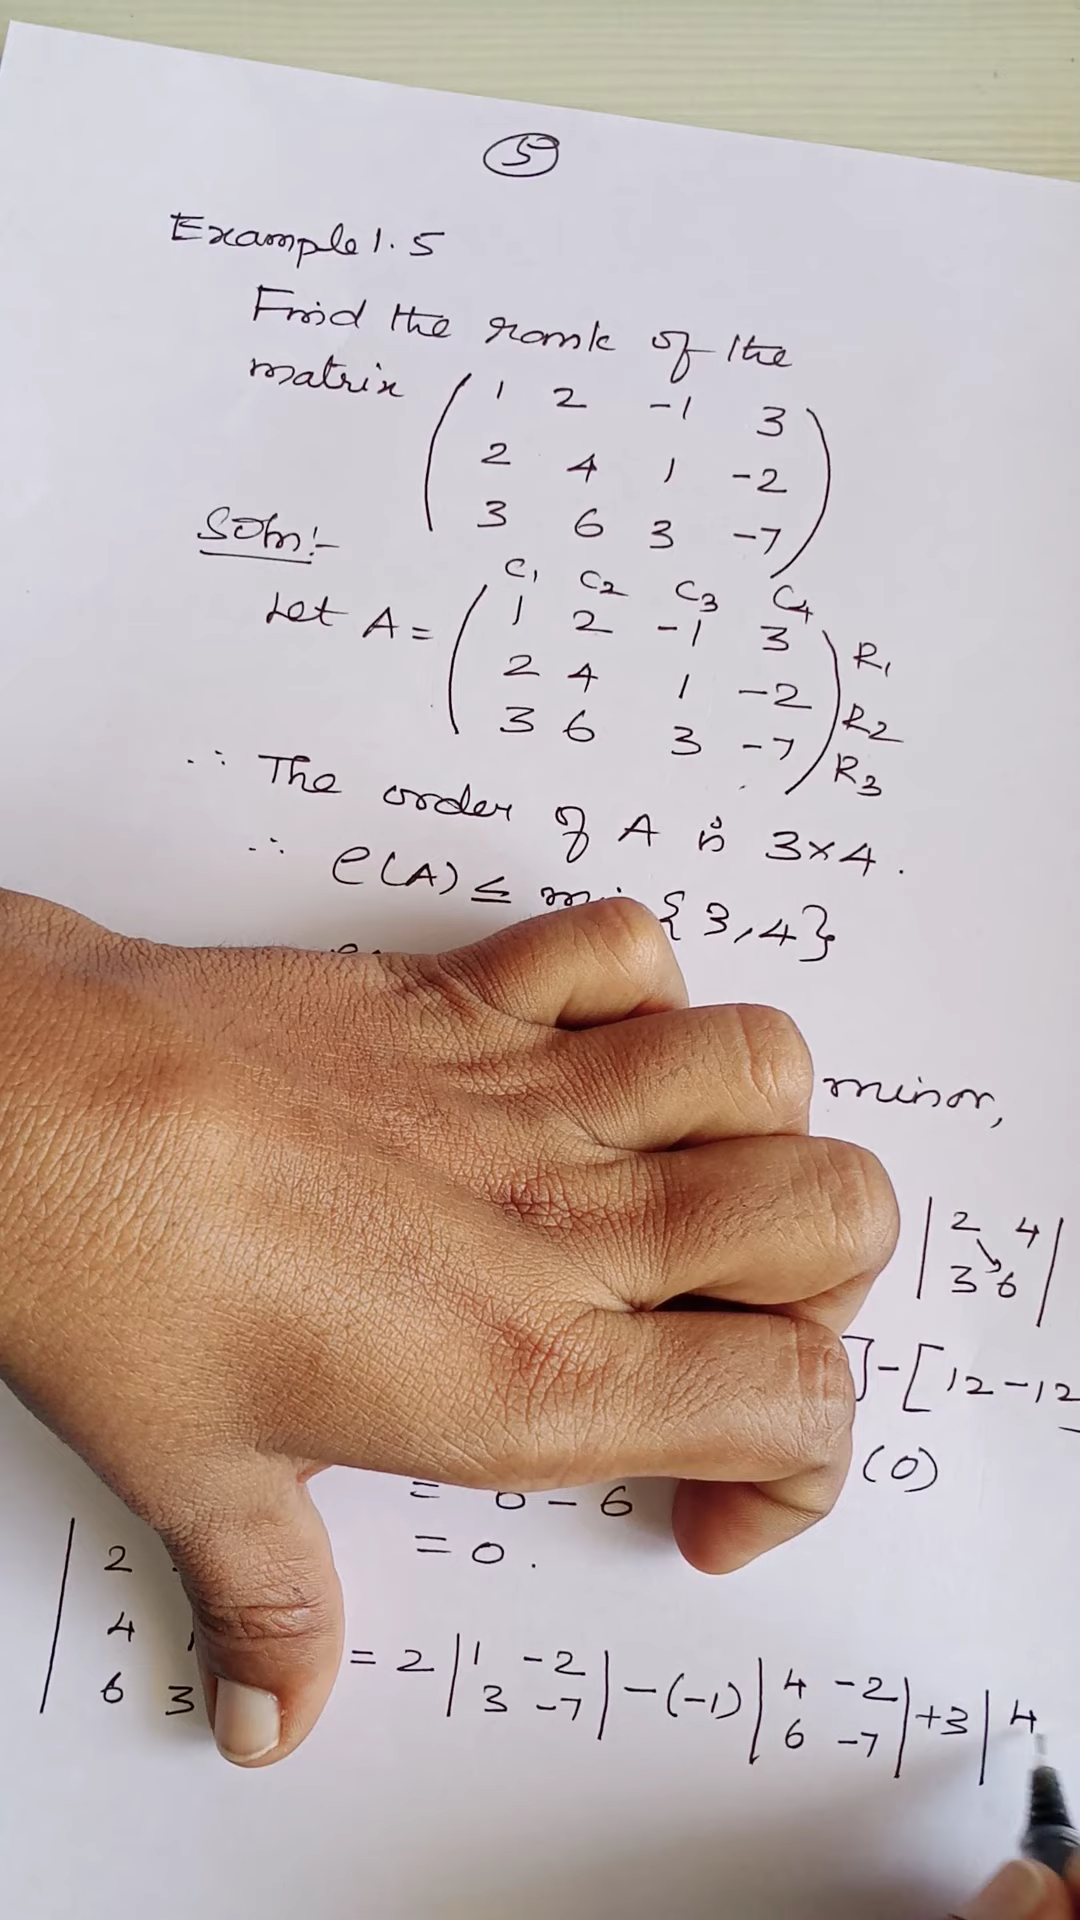 5
Example 1.5
Find the rank of the
matrix ( 1 2 -1 3
2 4 1 -2
3 6 3 -7 )
Soln:-
C1 C2 C3 C4
Let A = ( 1 2 -1 3 ) R1
2 4 1 -2 R2
3 6 3 -7 R3
∴ The order of A is 3×4.
∴ ρ(A) ≤ {3,4}
minor,
| 2 4 |
| 3 6 |
]-[12-12
(0)
= 0 - 6
= 0.
| 2
4 1
6 3
= 2 | 1 -2 | -(-1) | 4 -2 | +3 | 4
3 -7 6 -7